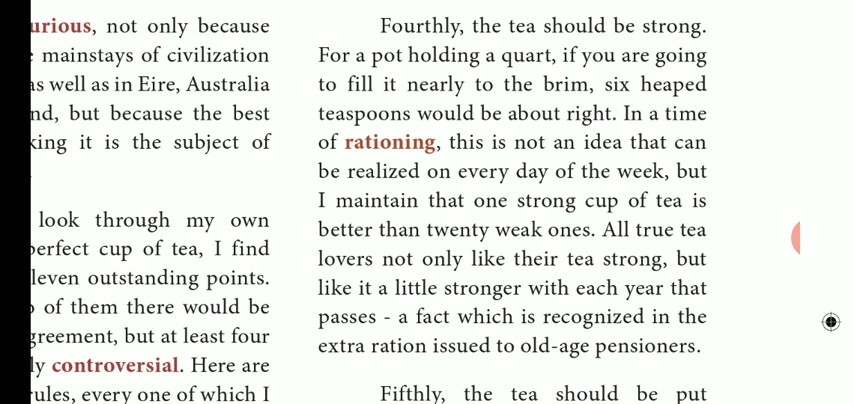 urious, not only because
mainstays of civilization
as well as in Eire, Australia
nd, but because the best
king it is the subject of
look through my own
perfect cup of tea, I find
leven outstanding points.
of them there would be
greement, but at least four
ly controversial. Here are
rules, every one of which I
Fourthly, the tea should be strong.
For a pot holding a quart, if you are going
to fill it nearly to the brim, six heaped
teaspoons would be about right. In a time
of rationing, this is not an idea that can
be realized on every day of the week, but
I maintain that one strong cup of tea is
better than twenty weak ones. All true tea
lovers not only like their tea strong, but
like it a little stronger with each year that
passes - a fact which is recognized in the
extra ration issued to old-age pensioners.
Fifthly, the tea should be put